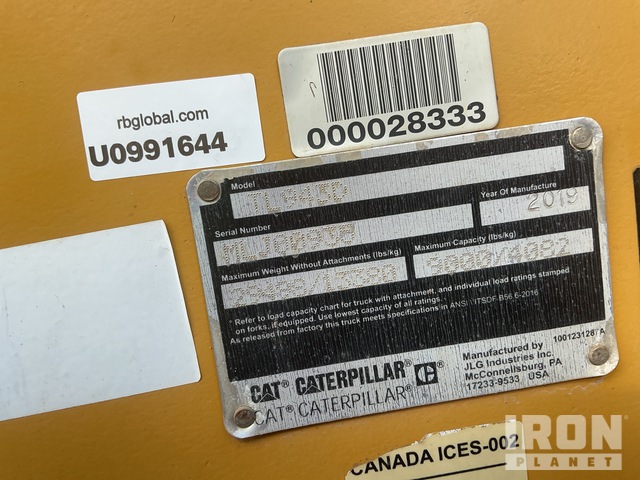 rbglobal.com
U0991644
000028333
Model
TL943D
Year Of Manufacture
2019
Serial Number
Maximum Weight Without Attachments (lbs/kg)
Maximum Capacity (lbs/kg)
9000/4082
* Refer to load capacity chart for truck with attachment, and individual load ratings stamped
on forks, if equipped. Use lowest capacity of all ratings.
As released from factory this truck meets specifications in ANSI / ITSDF B56.6-2016
CAT® CATERPILLAR®
CAT® CATERPILLAR®
Manufactured by
JLG Industries Inc.
McConnellsburg, PA
17233-9533 USA
1001231287A
CANADA ICES-002
IRON
PLANET